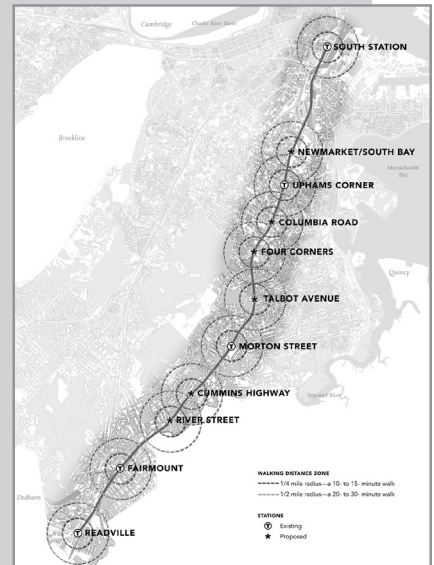 Cambridge
Charles River Basin
SOUTH STATION
Brookline
NEWMARKET/SOUTH BAY
Massachusetts
Bay
UPHAMS CORNER
COLUMBIA ROAD
FOUR CORNERS
Quincy
TALBOT AVENUE
MORTON STREET
CUMMINS HIGHWAY
Neponset River
RIVER STREET
FAIRMOUNT
WALKING DISTANCE ZONE
1/4 mile radius—a 10- to 15- minute walk
1/2 mile radius—a 20- to 30- minute walk
Dedham
STATIONS
T Existing
READVILLE
* Proposed